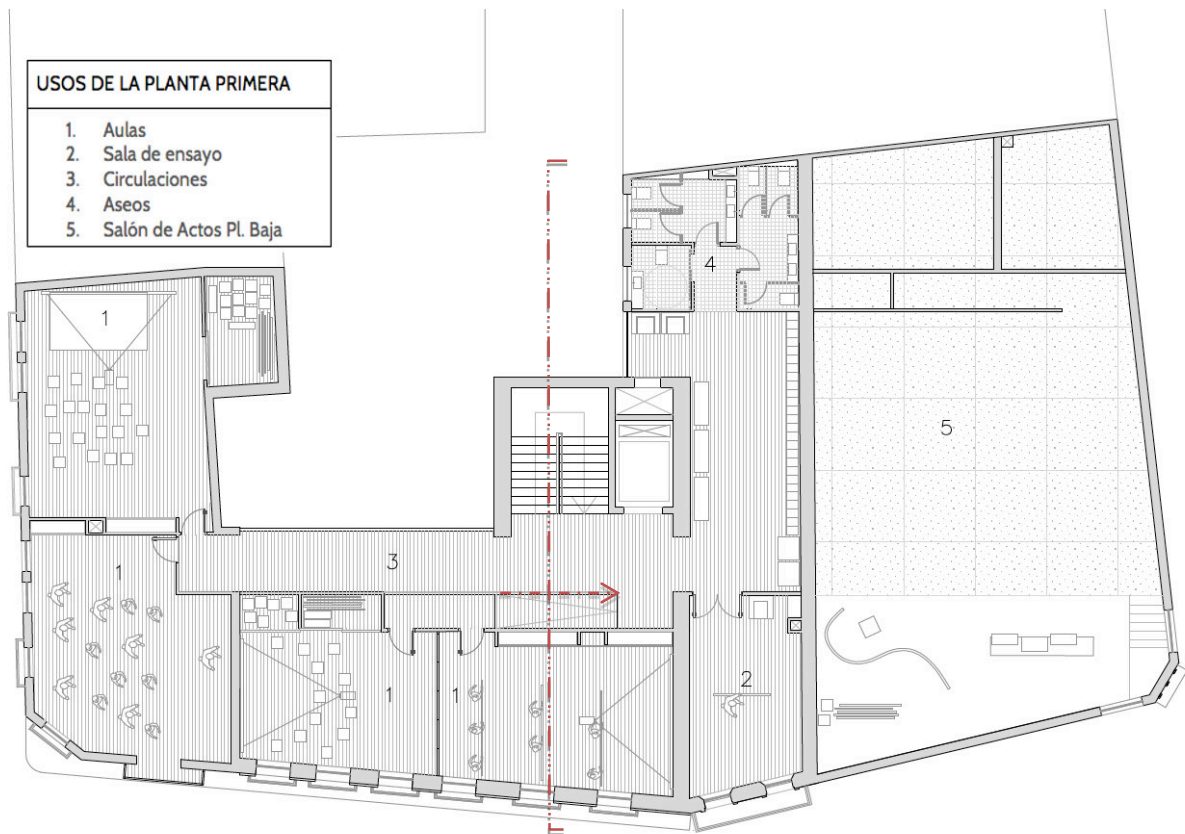 USOS DE LA PLANTA PRIMERA
1. Aulas
2. Sala de ensayo
3. Circulaciones
4. Aseos
5. Salón de Actos Pl. Baja
4
1
5
3
1
1
1
2